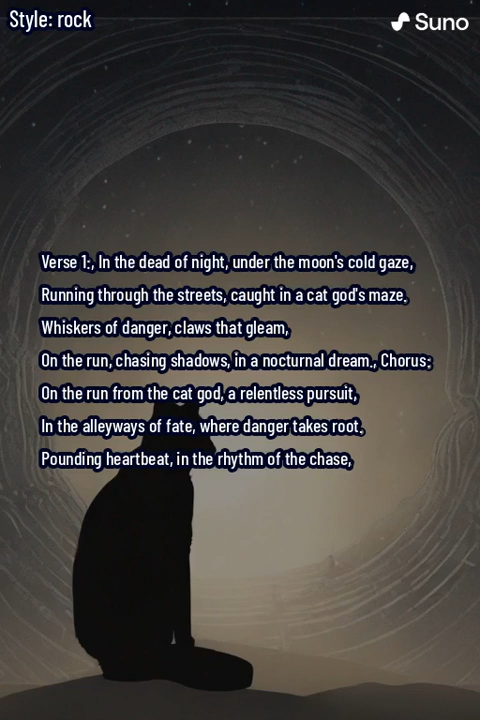 Style: rock
Suno
Verse 1:, In the dead of night, under the moon's cold gaze,
Running through the streets, caught in a cat god's maze.
Whiskers of danger, claws that gleam,
On the run, chasing shadows, in a nocturnal dream., Chorus:
On the run from the cat god, a relentless pursuit,
In the alleyways of fate, where danger takes root.
Pounding heartbeat, in the rhythm of the chase,